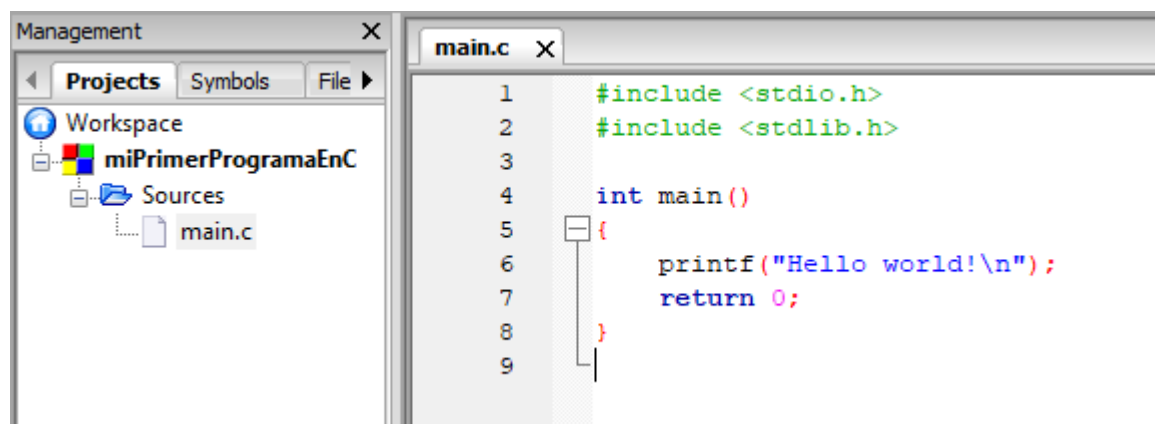 Management
Projects Symbols File
Workspace
miPrimerProgramaEnC
Sources
main.c
main.c
1 #include <stdio.h>
2 #include <stdlib.h>
3
4 int main()
5 {
6 printf("Hello world!\n");
7 return 0;
8 }
9